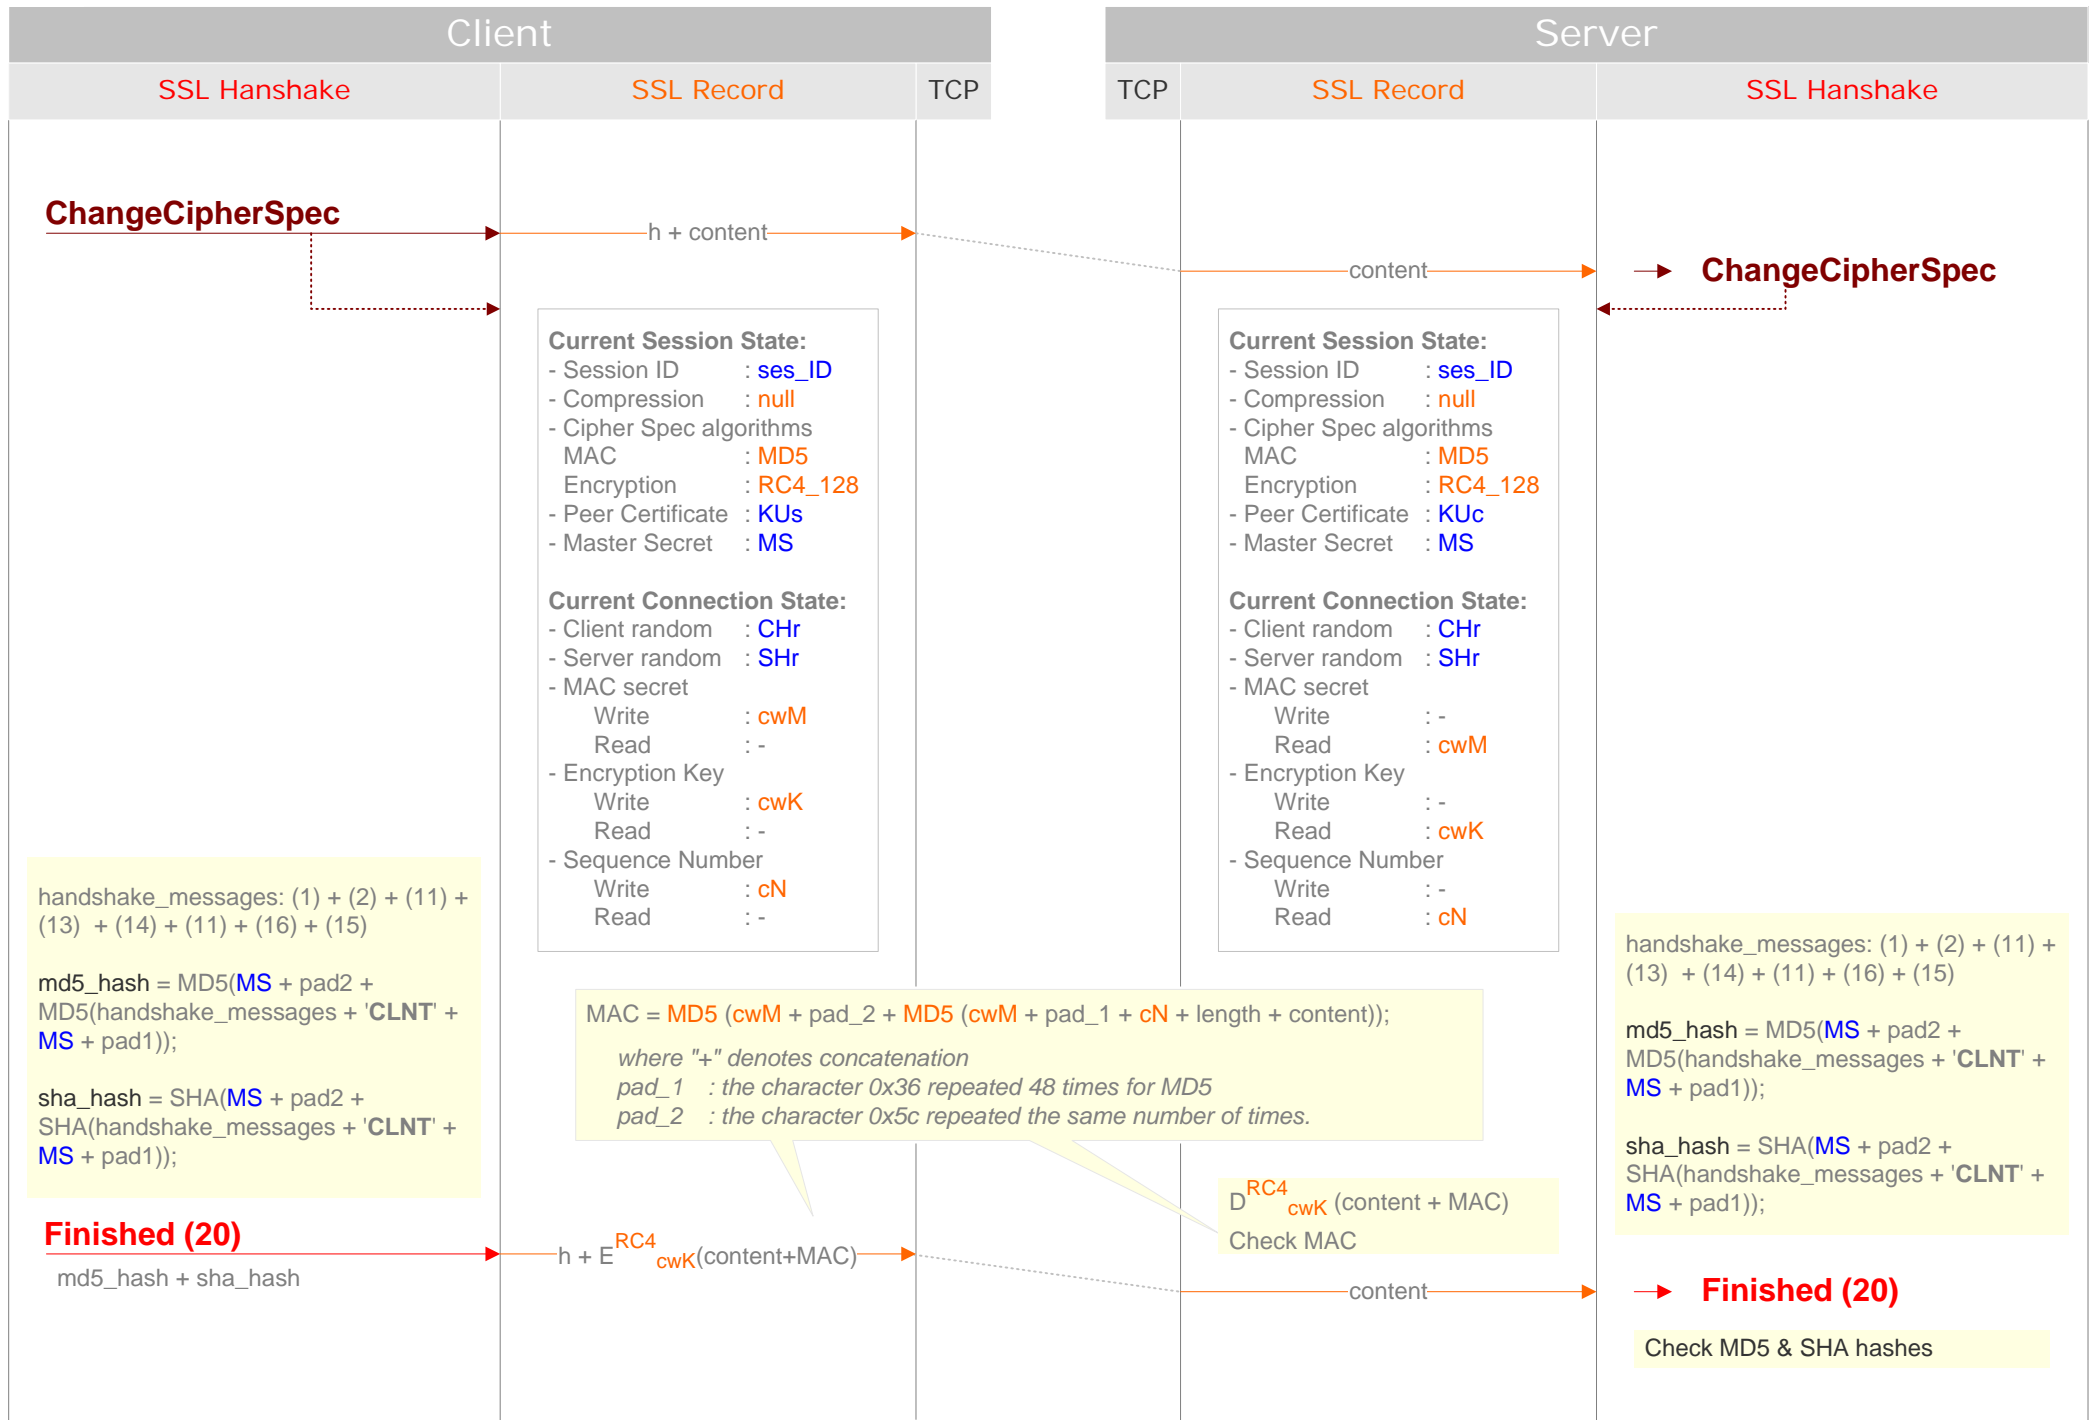 Client
Server
SSL Hanshake
SSL Record
TCP
TCP
SSL Record
SSL Hanshake
ChangeCipherSpec
h + content
content
ChangeCipherSpec
Current Session State:
- Session ID : ses_ID
- Compression : null
- Cipher Spec algorithms
MAC : MD5
Encryption : RC4_128
- Peer Certificate : KUs
- Master Secret : MS
Current Connection State:
- Client random : CHr
- Server random : SHr
- MAC secret
Write : cwM
Read : -
- Encryption Key
Write : cwK
Read : -
- Sequence Number
Write : cN
Read : -
Current Session State:
- Session ID : ses_ID
- Compression : null
- Cipher Spec algorithms
MAC : MD5
Encryption : RC4_128
- Peer Certificate : KUc
- Master Secret : MS
Current Connection State:
- Client random : CHr
- Server random : SHr
- MAC secret
Write : -
Read : cwM
- Encryption Key
Write : -
Read : cwK
- Sequence Number
Write : -
Read : cN
handshake_messages: (1) + (2) + (11) +
(13) + (14) + (11) + (16) + (15)
md5_hash = MD5(MS + pad2 +
MD5(handshake_messages + 'CLNT' +
MS + pad1));
sha_hash = SHA(MS + pad2 +
SHA(handshake_messages + 'CLNT' +
MS + pad1));
MAC = MD5 (cwM + pad_2 + MD5 (cwM + pad_1 + cN + length + content));
where "+" denotes concatenation
pad_1 : the character 0x36 repeated 48 times for MD5
pad_2 : the character 0x5c repeated the same number of times.
handshake_messages: (1) + (2) + (11) +
(13) + (14) + (11) + (16) + (15)
md5_hash = MD5(MS + pad2 +
MD5(handshake_messages + 'CLNT' +
MS + pad1));
sha_hash = SHA(MS + pad2 +
SHA(handshake_messages + 'CLNT' +
MS + pad1));
Finished (20)
md5_hash + sha_hash
h + E RC4 cwK(content+MAC)
D RC4 cwK (content + MAC)
Check MAC
content
Finished (20)
Check MD5 & SHA hashes